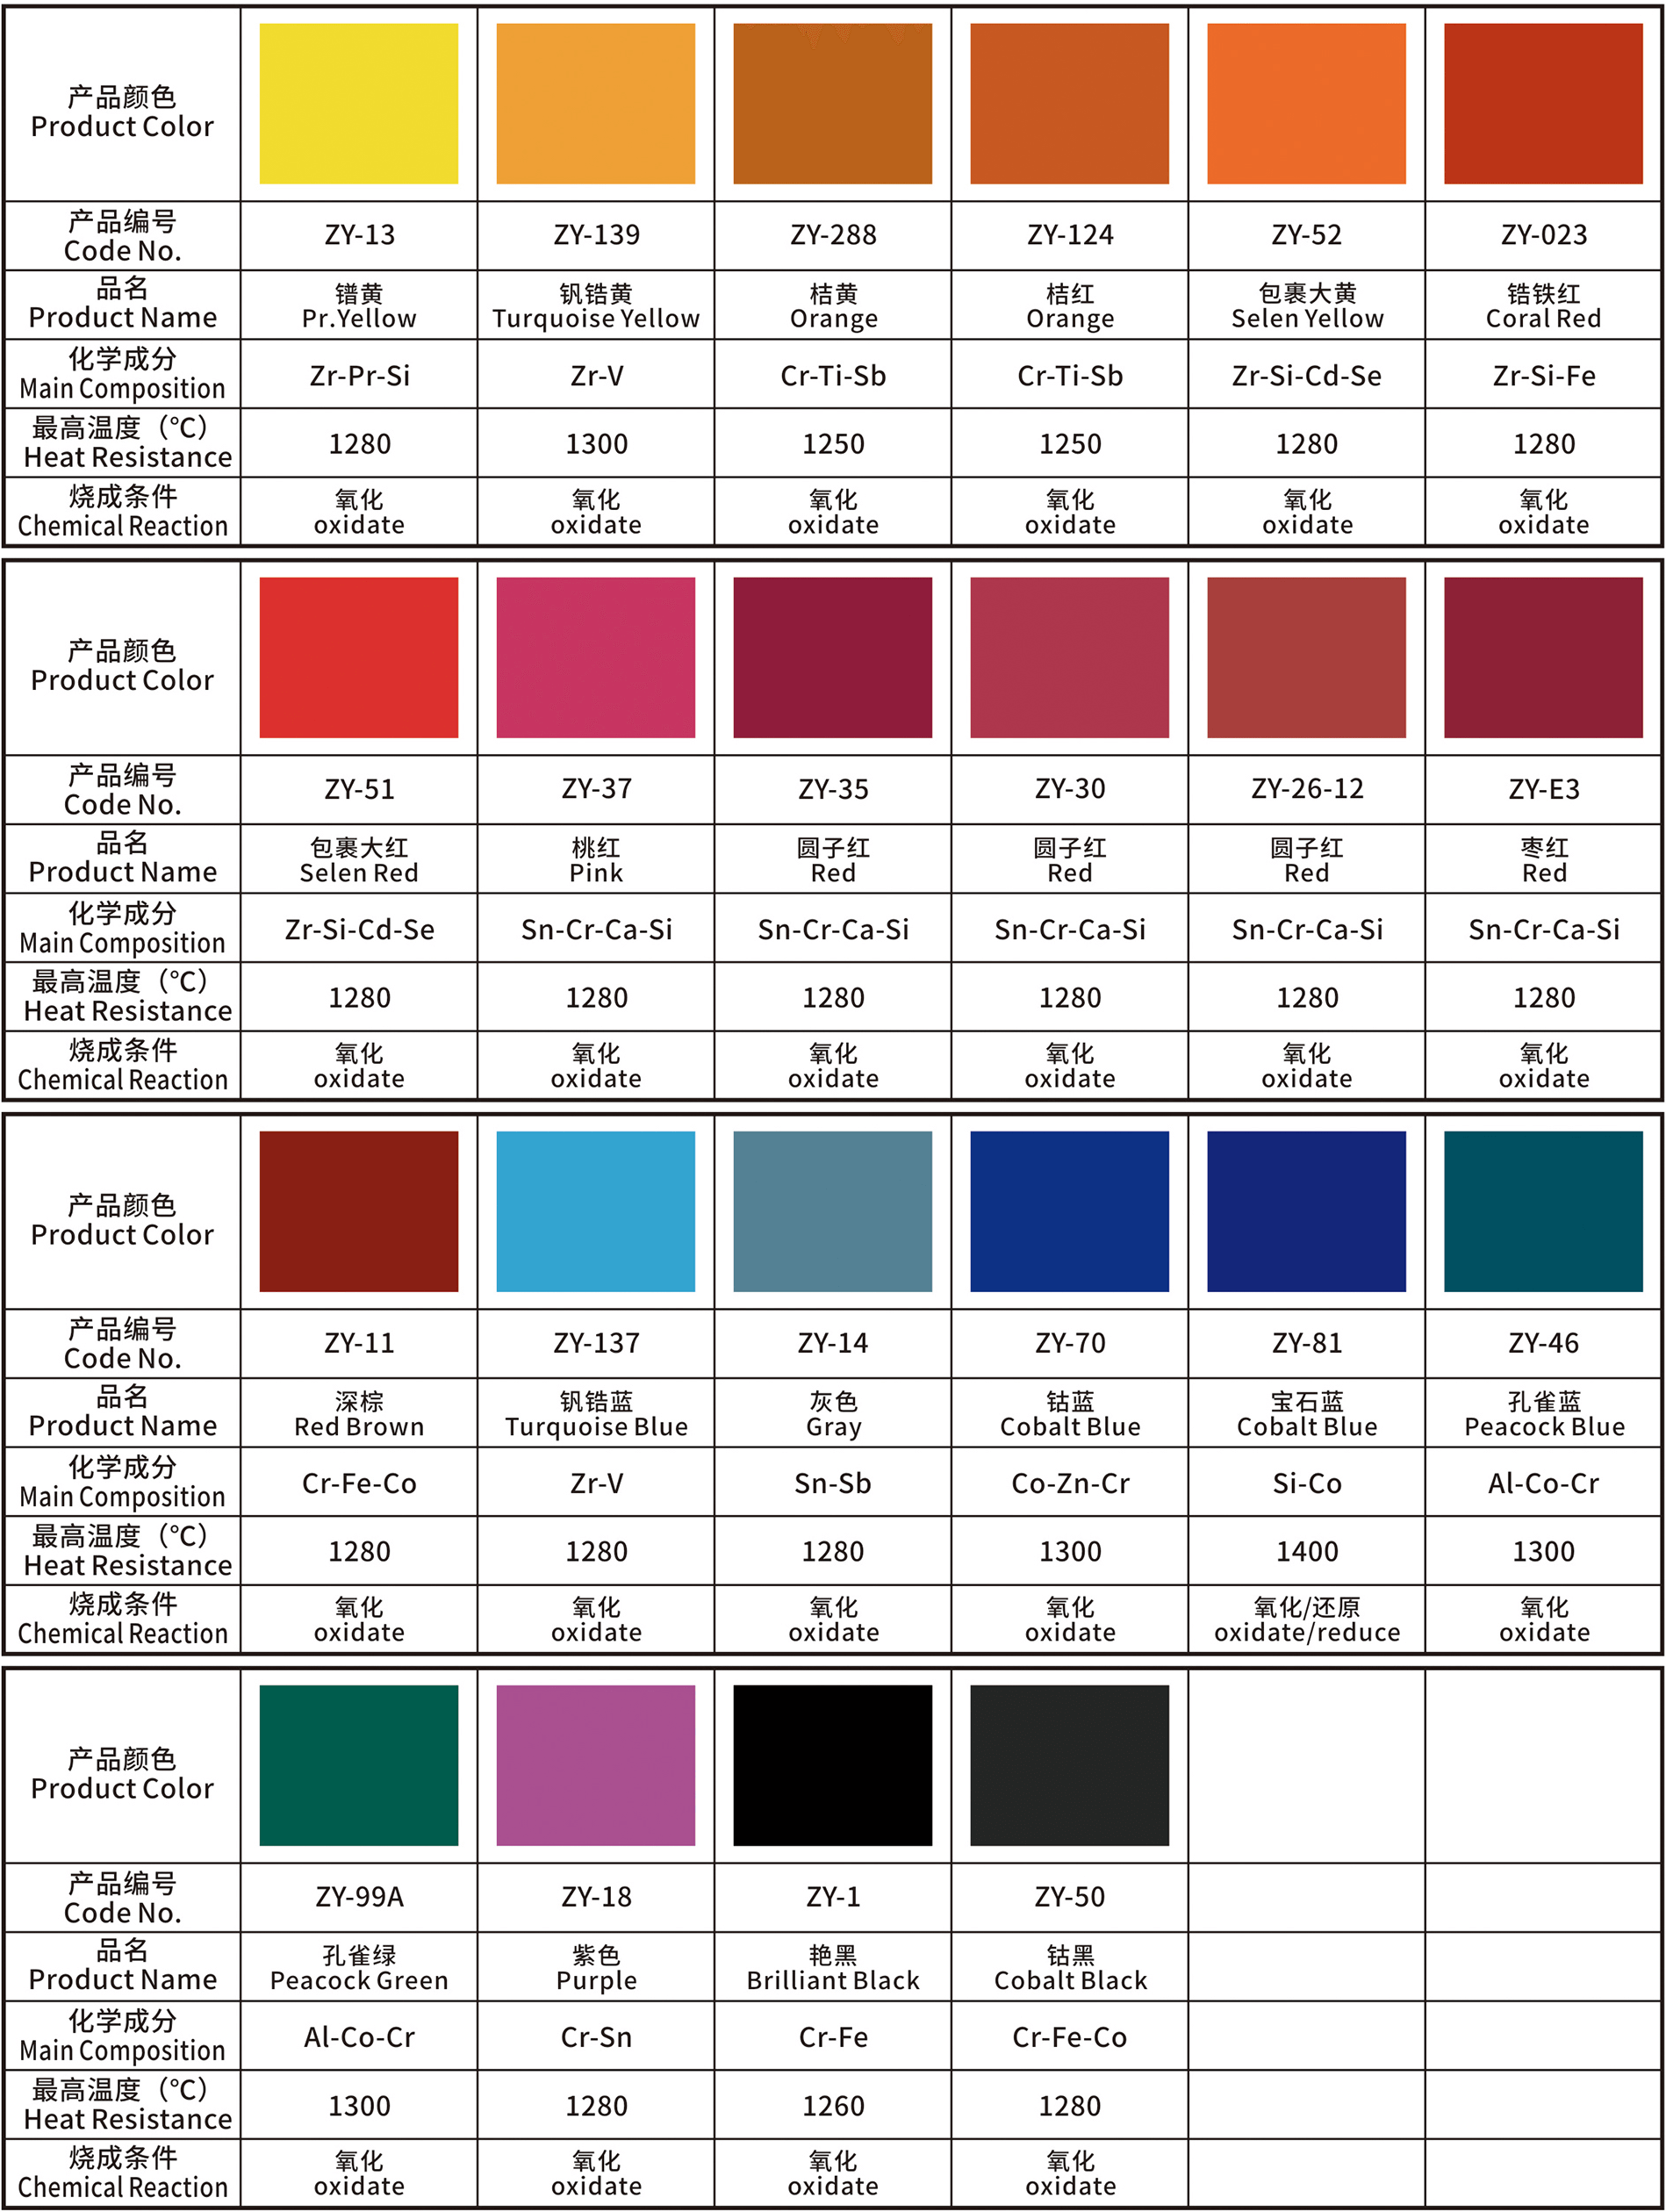 产品颜色
Product Color
产品编号
Code No.
ZY-13
ZY-139
ZY-288
ZY-124
ZY-52
ZY-023
品名
Product Name
镨黄
Pr.Yellow
钒锆黄
Turquoise Yellow
桔黄
Orange
桔红
Orange
包裹大黄
Selen Yellow
锆铁红
Coral Red
化学成分
Main Composition
Zr-Pr-Si
Zr-V
Cr-Ti-Sb
Cr-Ti-Sb
Zr-Si-Cd-Se
Zr-Si-Fe
最高温度（℃）
Heat Resistance
1280
1300
1250
1250
1280
1280
烧成条件
Chemical Reaction
氧化
oxidate
氧化
oxidate
氧化
oxidate
氧化
oxidate
氧化
oxidate
氧化
oxidate
产品颜色
Product Color
产品编号
Code No.
ZY-51
ZY-37
ZY-35
ZY-30
ZY-26-12
ZY-E3
品名
Product Name
包裹大红
Selen Red
桃红
Pink
圆子红
Red
圆子红
Red
圆子红
Red
枣红
Red
化学成分
Main Composition
Zr-Si-Cd-Se
Sn-Cr-Ca-Si
Sn-Cr-Ca-Si
Sn-Cr-Ca-Si
Sn-Cr-Ca-Si
Sn-Cr-Ca-Si
最高温度（℃）
Heat Resistance
1280
1280
1280
1280
1280
1280
烧成条件
Chemical Reaction
氧化
oxidate
氧化
oxidate
氧化
oxidate
氧化
oxidate
氧化
oxidate
氧化
oxidate
产品颜色
Product Color
产品编号
Code No.
ZY-11
ZY-137
ZY-14
ZY-70
ZY-81
ZY-46
品名
Product Name
深棕
Red Brown
钒锆蓝
Turquoise Blue
灰色
Gray
钴蓝
Cobalt Blue
宝石蓝
Cobalt Blue
孔雀蓝
Peacock Blue
化学成分
Main Composition
Cr-Fe-Co
Zr-V
Sn-Sb
Co-Zn-Cr
Si-Co
Al-Co-Cr
最高温度（℃）
Heat Resistance
1280
1280
1280
1300
1400
1300
烧成条件
Chemical Reaction
氧化
oxidate
氧化
oxidate
氧化
oxidate
氧化
oxidate
氧化/还原
oxidate/reduce
氧化
oxidate
产品颜色
Product Color
产品编号
Code No.
ZY-99A
ZY-18
ZY-1
ZY-50
品名
Product Name
孔雀绿
Peacock Green
紫色
Purple
艳黑
Brilliant Black
钴黑
Cobalt Black
化学成分
Main Composition
Al-Co-Cr
Cr-Sn
Cr-Fe
Cr-Fe-Co
最高温度（℃）
Heat Resistance
1300
1280
1260
1280
烧成条件
Chemical Reaction
氧化
oxidate
氧化
oxidate
氧化
oxidate
氧化
oxidate